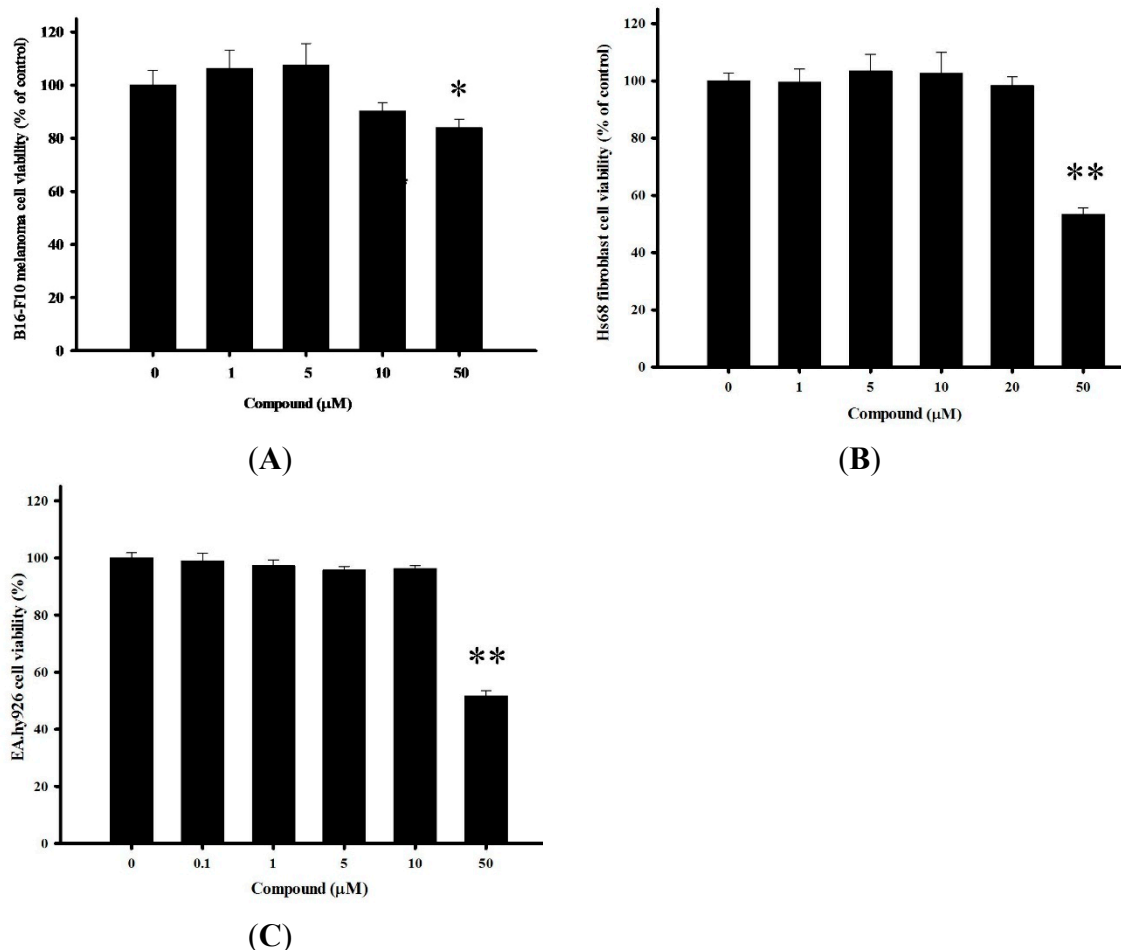 B16-F10 melanoma cell viability (% of control)
120
100
80
60
40
20
0
*
0 1 5 10 50
Compound (μM)
(A)
Hs68 fibroblast cell viability (% of control)
120
100
80
60
40
20
0
**
0 1 5 10 20 50
Compound (μM)
(B)
EA.hy926 cell viability (%)
120
100
80
60
40
20
0
**
0 0.1 1 5 10 50
Compound (μM)
(C)